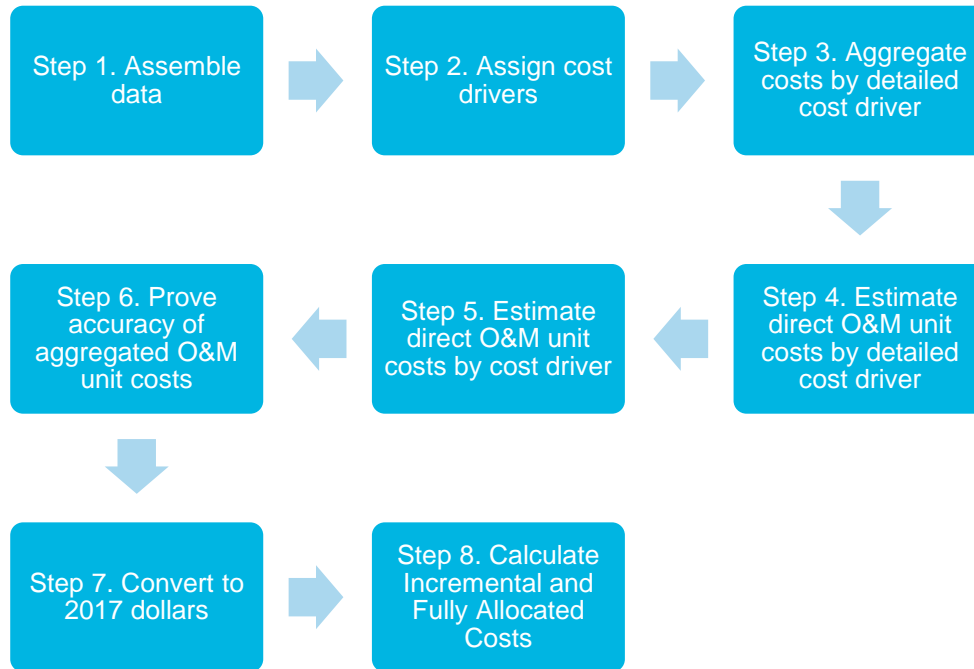 Step 1. Assemble
data
Step 2. Assign cost
drivers
Step 3. Aggregate
costs by detailed
cost driver
Step 4. Estimate
direct O&M unit
costs by detailed
cost driver
Step 5. Estimate
direct O&M unit
costs by cost driver
Step 6. Prove
accuracy of
aggregated O&M
unit costs
Step 7. Convert to
2017 dollars
Step 8. Calculate
Incremental and
Fully Allocated
Costs